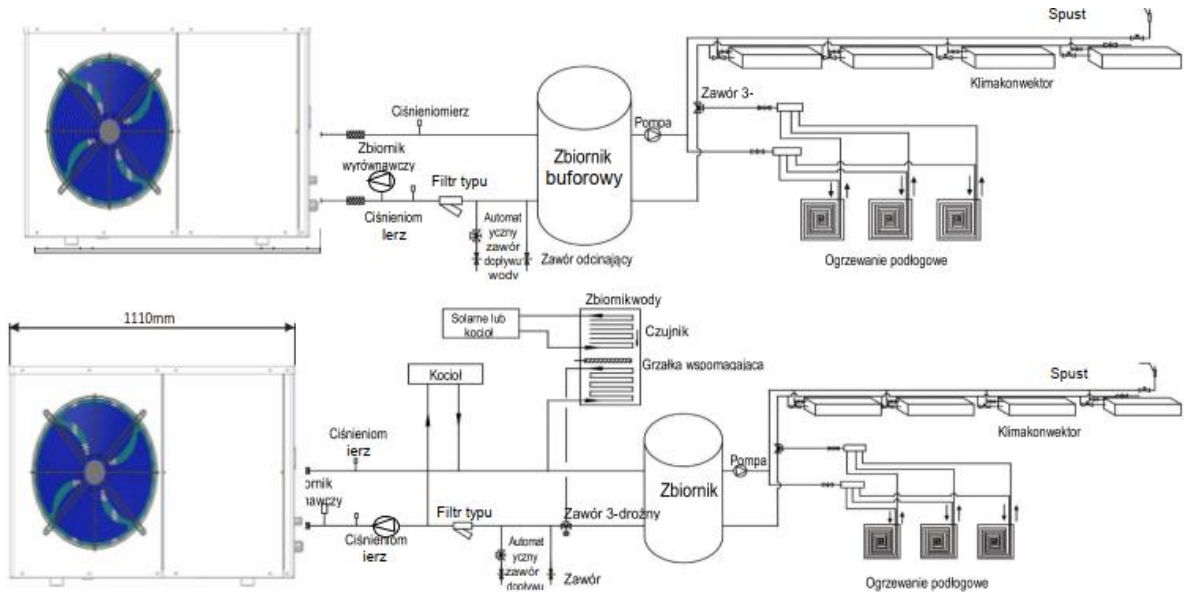 Spust
Klimakonwektor
Zawór 3-
Ciśnieniomierz
Pompa
Zbiornik
wyrównawczy
Zbiornik
buforowy
Filtr typu
Ciśnieniom
Ierz
Automat
yczny
zawór
dopływu
wody
Zawór odcinający
Ogrzewanie podłogowe
Zbiornikwody
1110mm
Solarne lub
kocioł
Czujnik
Grzałka wspomagająca
Kocioł
Spust
Klimakonwektor
Ciśnieniom
ierz
Pompa
ornik
nawczy
Zbiornik
Filtr typu
Zawór 3-drożny
Ciśnieniom
ierz
Automat
yczny
zawór
dopływu
Zawór
Ogrzewanie podłogowe